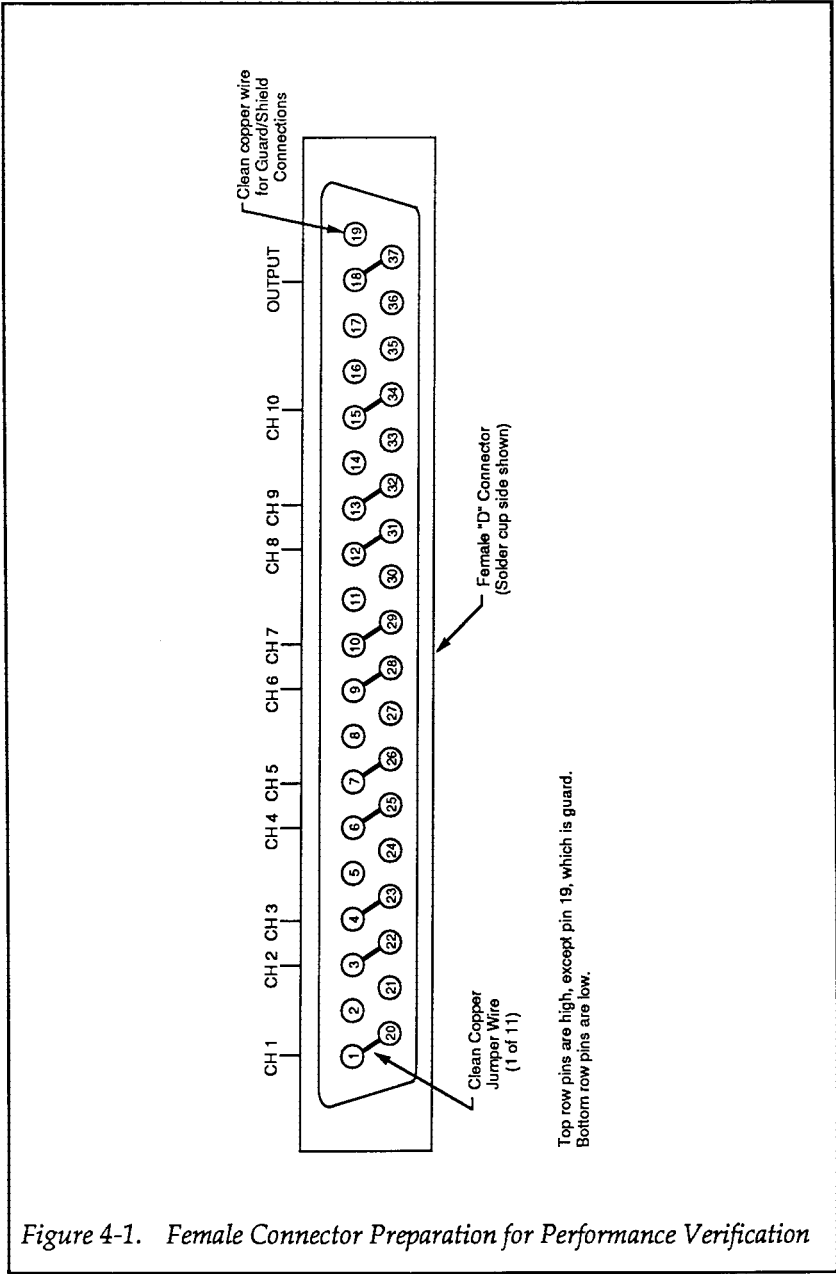 CH 1
CH 2
CH 3
CH 4
CH 5
CH 6
CH 7
CH 8
CH 9
CH 10
OUTPUT
Clean copper wire
for Guard/Shield
Connections
1 2 3 4 5 6 7 8 9 10 11 12 13 14 15 16 17 18 19
20 21 22 23 24 25 26 27 28 29 30 31 32 33 34 35 36 37
Clean Copper
Jumper Wire
(1 of 11)
Female "D" Connector
(Solder cup side shown)
Top row pins are high, except pin 19, which is guard.
Bottom row pins are low.
Figure 4-1. Female Connector Preparation for Performance Verification